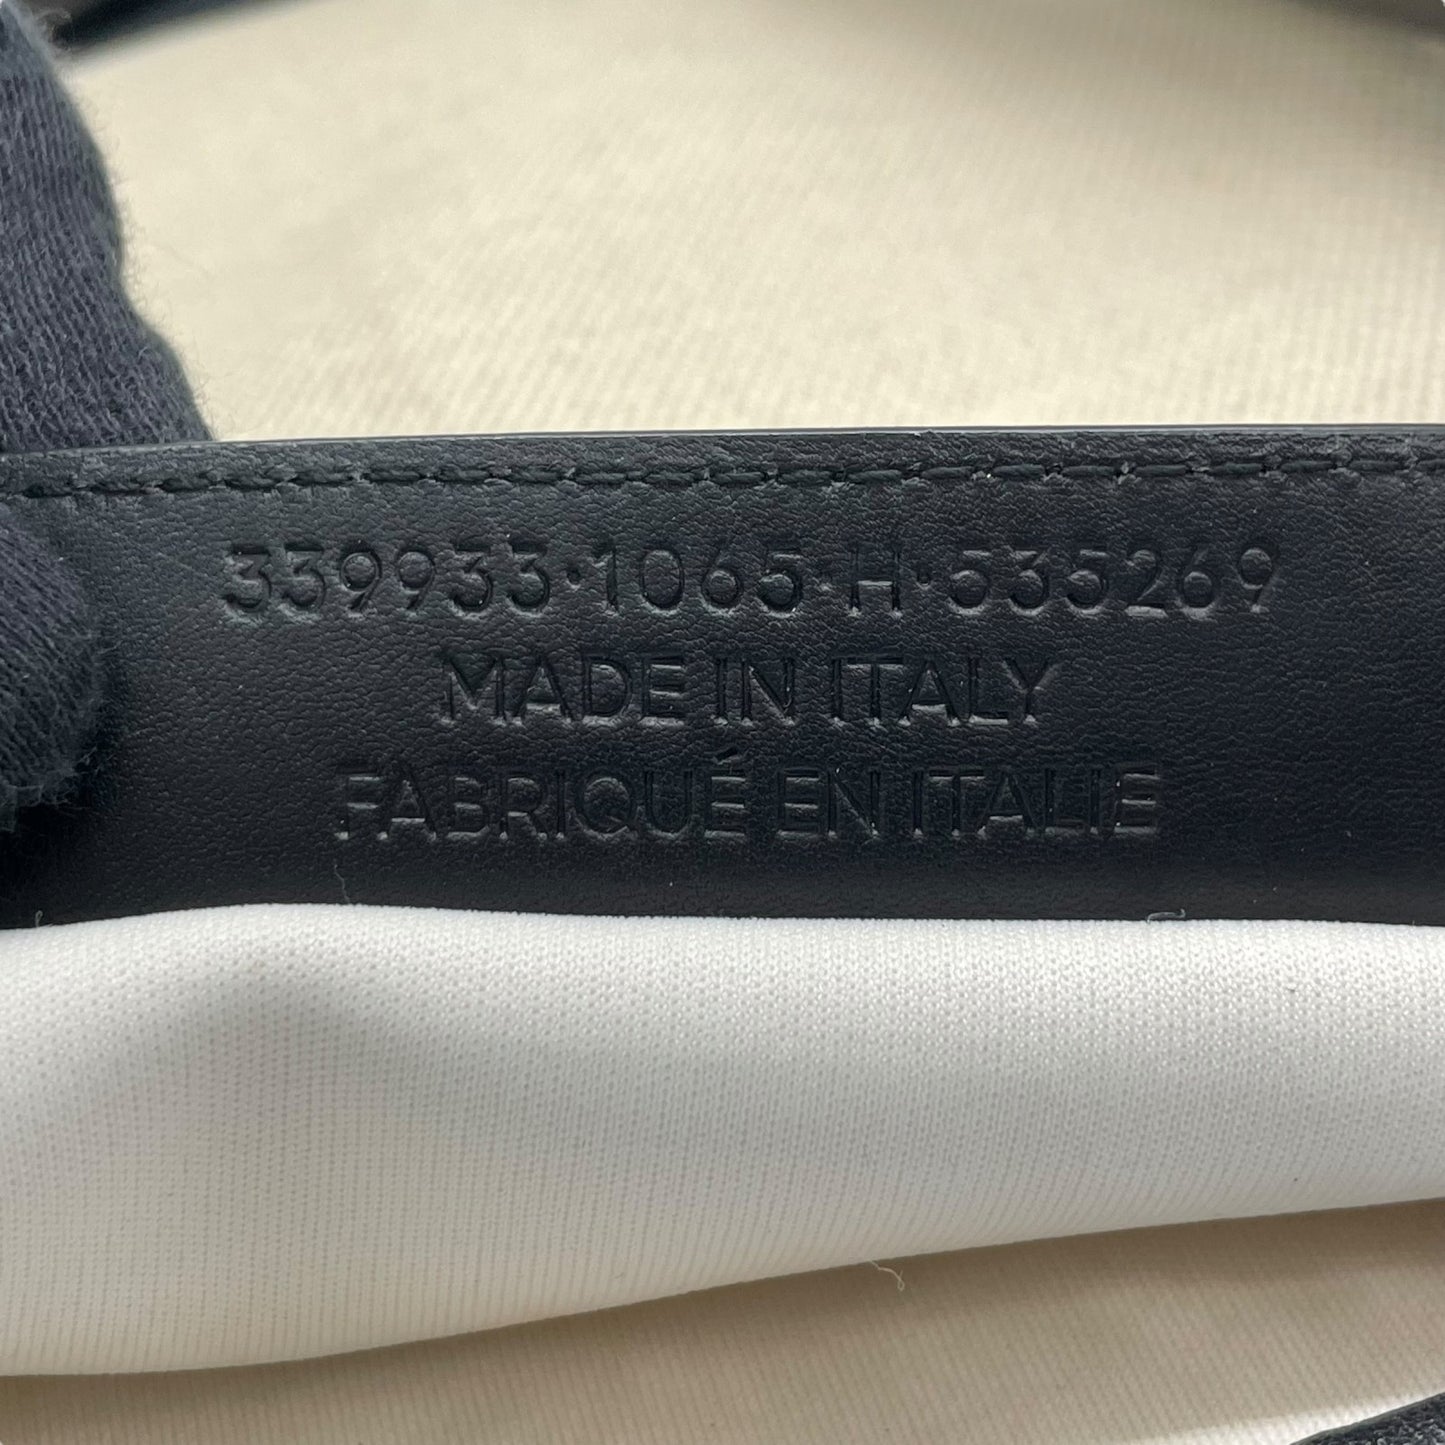 339933·1065·H·535269
MADE IN ITALY
FABRIQUÉ EN ITALIE